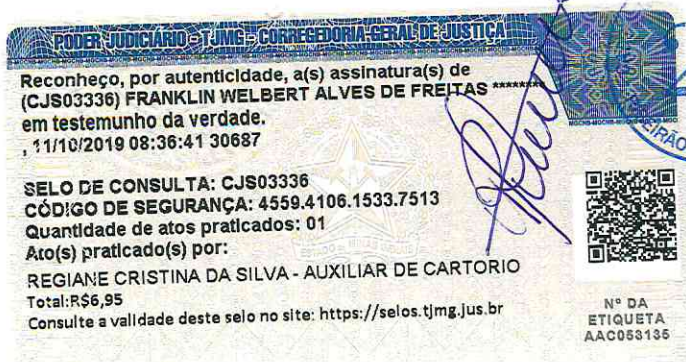 PODER JUDICIÁRIO - TJMG - CORREGEDORIA-GERAL DE JUSTIÇA
Reconheço, por autenticidade, a(s) assinatura(s) de
(CJS03336) FRANKLIN WELBERT ALVES DE FREITAS ********
em testemunho da verdade.
, 11/10/2019 08:36:41 30687
SELO DE CONSULTA: CJS03336
CÓDIGO DE SEGURANÇA: 4559.4106.1533.7513
Quantidade de atos praticados: 01
Ato(s) praticado(s) por:
REGIANE CRISTINA DA SILVA - AUXILIAR DE CARTORIO
Total:R$6,95
Consulte a validade deste selo no site: https://selos.tjmg.jus.br
Nº DA
ETIQUETA
AAC053135